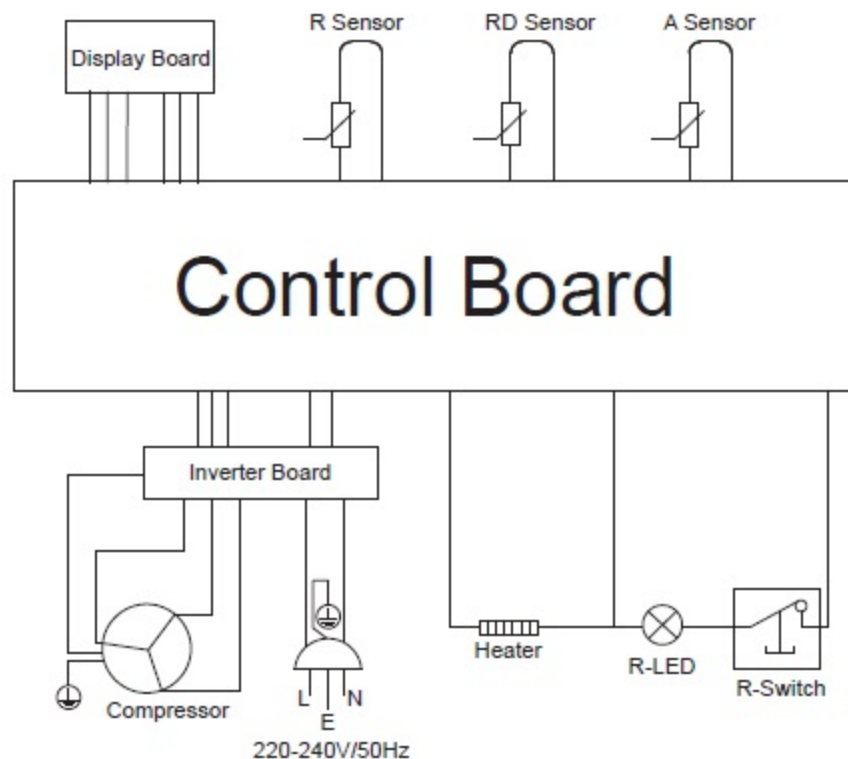 R Sensor
RD Sensor
A Sensor
Display Board
Control Board
Inverter Board
Heater
R-LED
R-Switch
Compressor
L
N
E
220-240V/50Hz